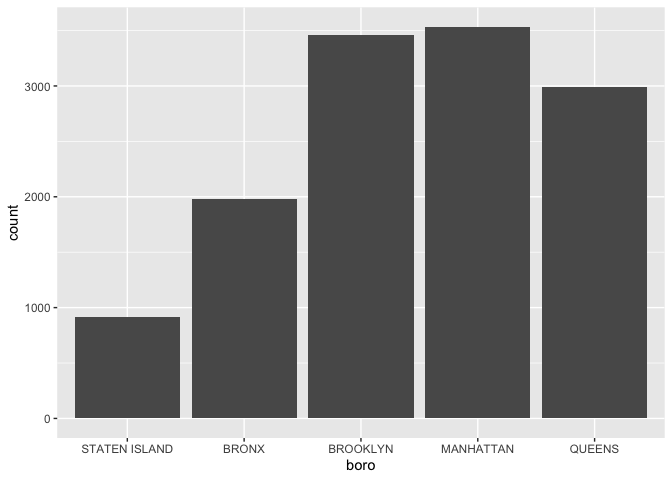 3000
2000
1000
0
count
STATEN ISLAND BRONX BROOKLYN MANHATTAN QUEENS
boro